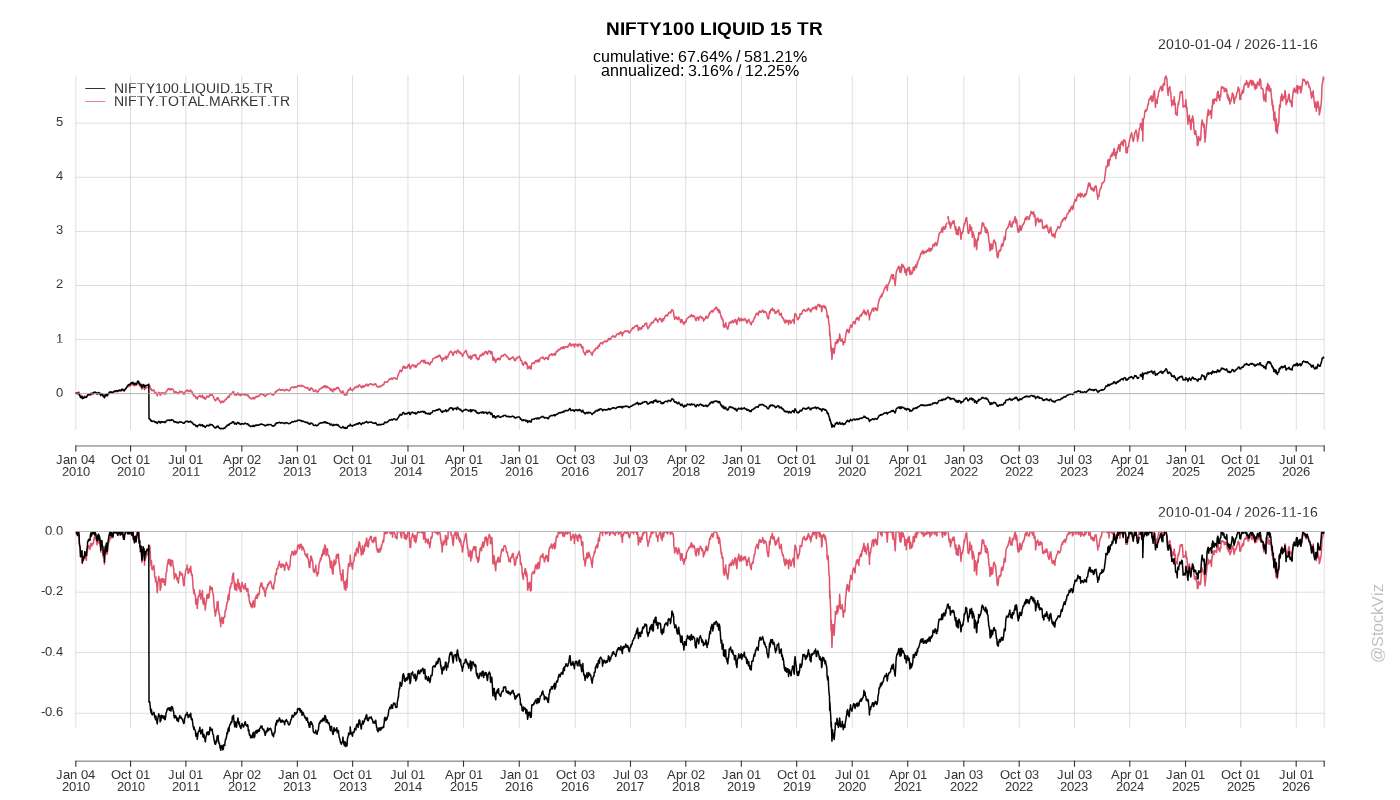 NIFTY100 LIQUID 15 TR
cumulative: 67.64% / 581.21%
annualized: 3.16% / 12.25%
2010-01-04 / 2026-11-16
NIFTY100.LIQUID.15.TR
NIFTY.TOTAL.MARKET.TR
5
4
3
2
1
0
Jan 04 Oct 01 Jul 01 Apr 02 Jan 01 Oct 01 Jul 01 Apr 01 Jan 01 Oct 03 Jul 03 Apr 02 Jan 01 Oct 01 Jul 01 Apr 01 Jan 03 Oct 03 Jul 03 Apr 01 Jan 01 Oct 01 Jul 01
2010 2010 2011 2012 2013 2013 2014 2015 2016 2016 2017 2018 2019 2019 2020 2021 2022 2022 2023 2024 2025 2025 2026
2010-01-04 / 2026-11-16
0.0
-0.2
-0.4
-0.6
Jan 04 Oct 01 Jul 01 Apr 02 Jan 01 Oct 01 Jul 01 Apr 01 Jan 01 Oct 03 Jul 03 Apr 02 Jan 01 Oct 01 Jul 01 Apr 01 Jan 03 Oct 03 Jul 03 Apr 01 Jan 01 Oct 01 Jul 01
2010 2010 2011 2012 2013 2013 2014 2015 2016 2016 2017 2018 2019 2019 2020 2021 2022 2022 2023 2024 2025 2025 2026
@StockViz